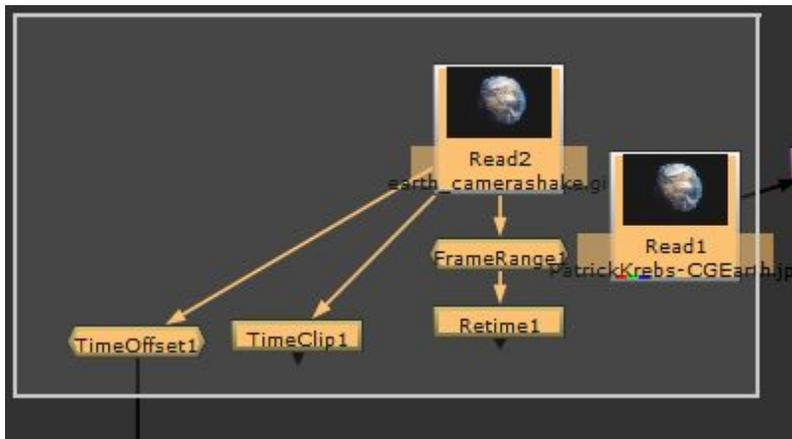 Read2
earth_camerashake.gi
Read1
PatrickKrebs-CGEarth.jp
FrameRange1
Retime1
TimeClip1
TimeOffset1